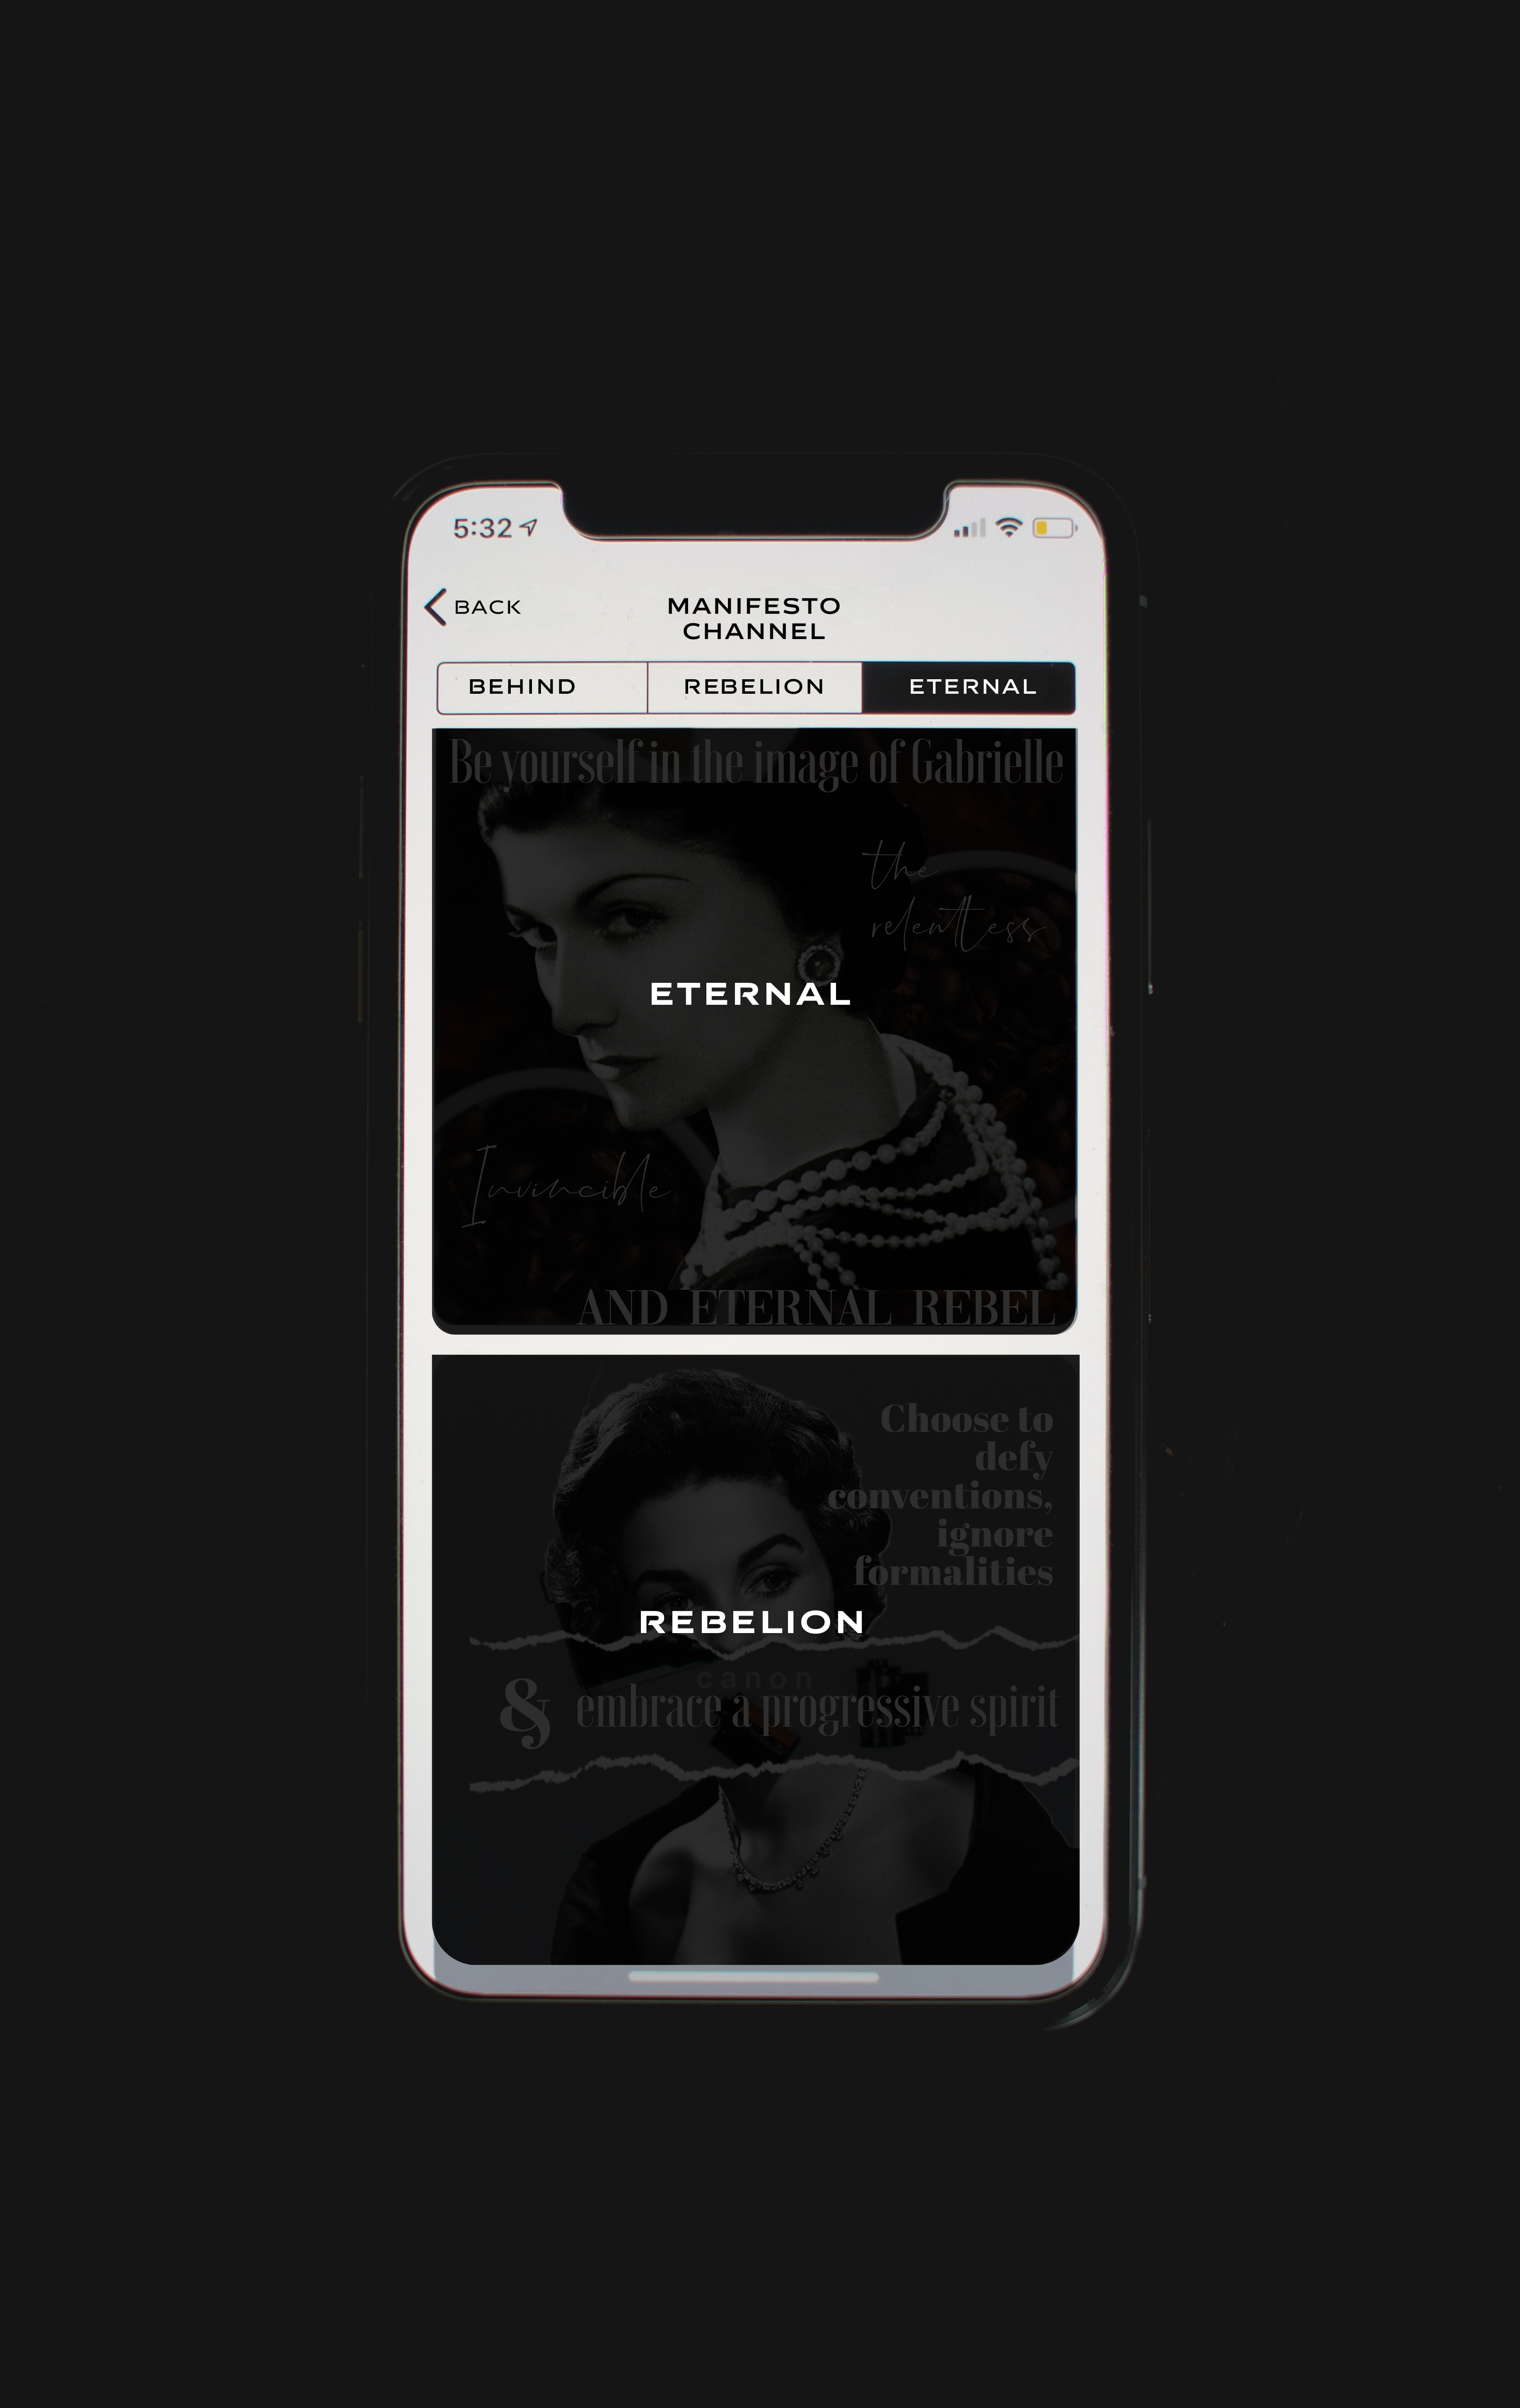 5:32
BACK
MANIFESTO
CHANNEL
BEHIND
REBELION
ETERNAL
Be yourself in the image of Gabrielle
the
relentless
ETERNAL
Invincible
AND ETERNAL REBEL
Choose to
defy
conventions,
ignore
formalities
REBELION
canon
& embrace a progressive spirit